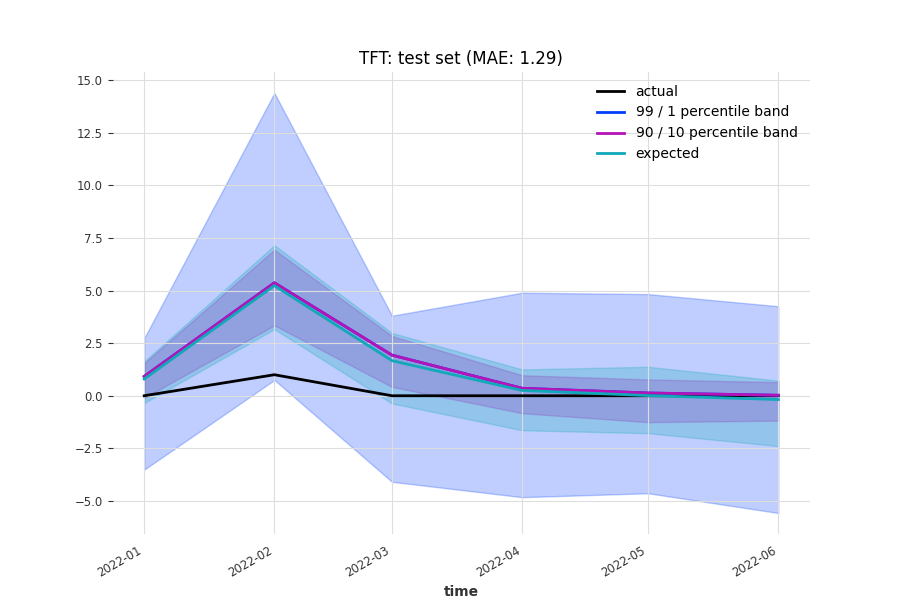 TFT: test set (MAE: 1.29)
actual
99 / 1 percentile band
90 / 10 percentile band
expected
15.0
12.5
10.0
7.5
5.0
2.5
0.0
−2.5
−5.0
2022-01
2022-02
2022-03
2022-04
2022-05
2022-06
time